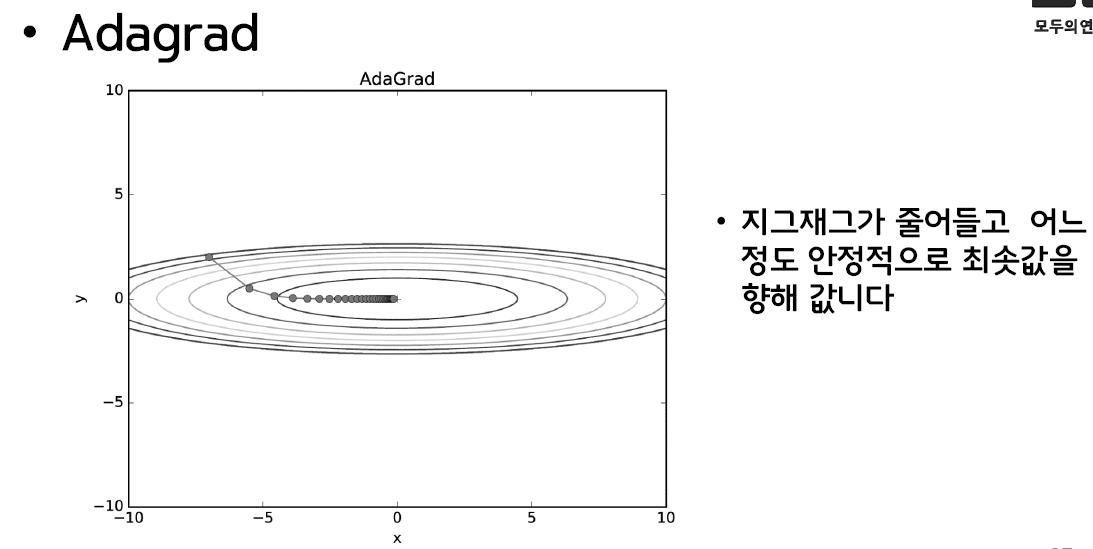 모두의연
• Adagrad
AdaGrad
10
5
0
−5
−10
y
−10 −5 0 5 10
x
• 지그재그가 줄어들고 어느
정도 안정적으로 최솟값을
향해 값니다